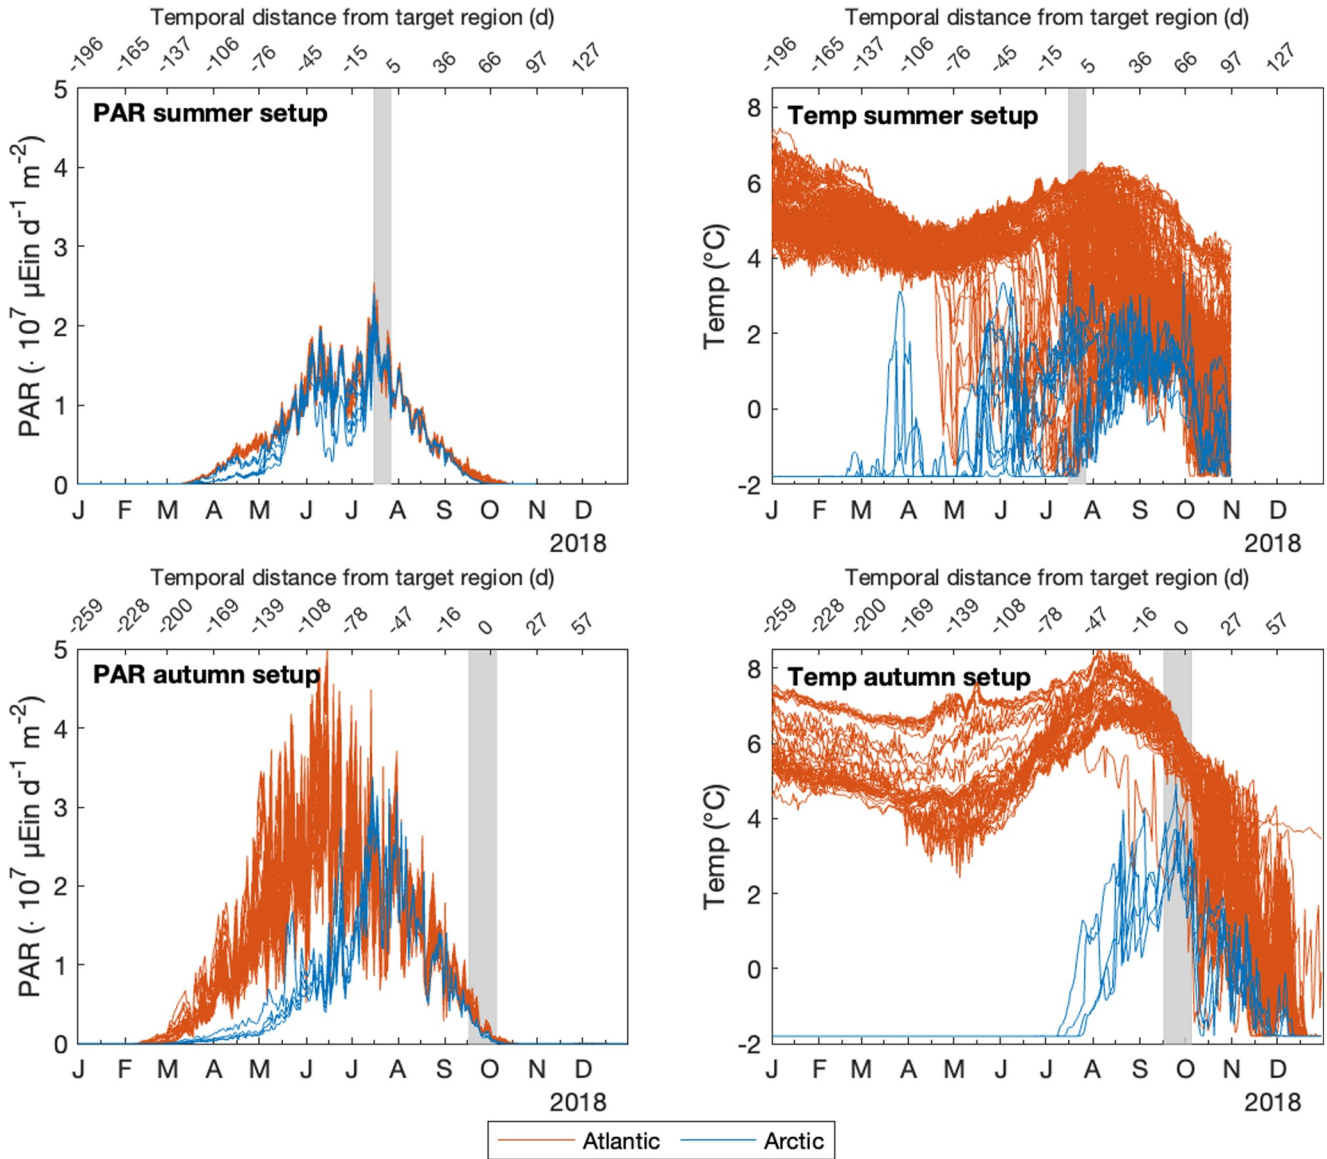 Temporal distance from target region (d)
-196 -165 -137 -106 -76 -45 -15 5 36 66 97 127
PAR summer setup
PAR (· 10⁷ µEin d⁻¹ m⁻²)
5
4
3
2
1
0
J F M A M J J A S O N D
2018
Temporal distance from target region (d)
-196 -165 -137 -106 -76 -45 -15 5 36 66 97 127
Temp summer setup
Temp (°C)
8
6
4
2
0
-2
J F M A M J J A S O N D
2018
Temporal distance from target region (d)
-259 -228 -200 -169 -139 -108 -78 -47 -16 0 27 57
PAR autumn setup
PAR (· 10⁷ µEin d⁻¹ m⁻²)
5
4
3
2
1
0
J F M A M J J A S O N D
2018
Temporal distance from target region (d)
-259 -228 -200 -169 -139 -108 -78 -47 -16 0 27 57
Temp autumn setup
Temp (°C)
8
6
4
2
0
-2
J F M A M J J A S O N D
2018
Atlantic Arctic